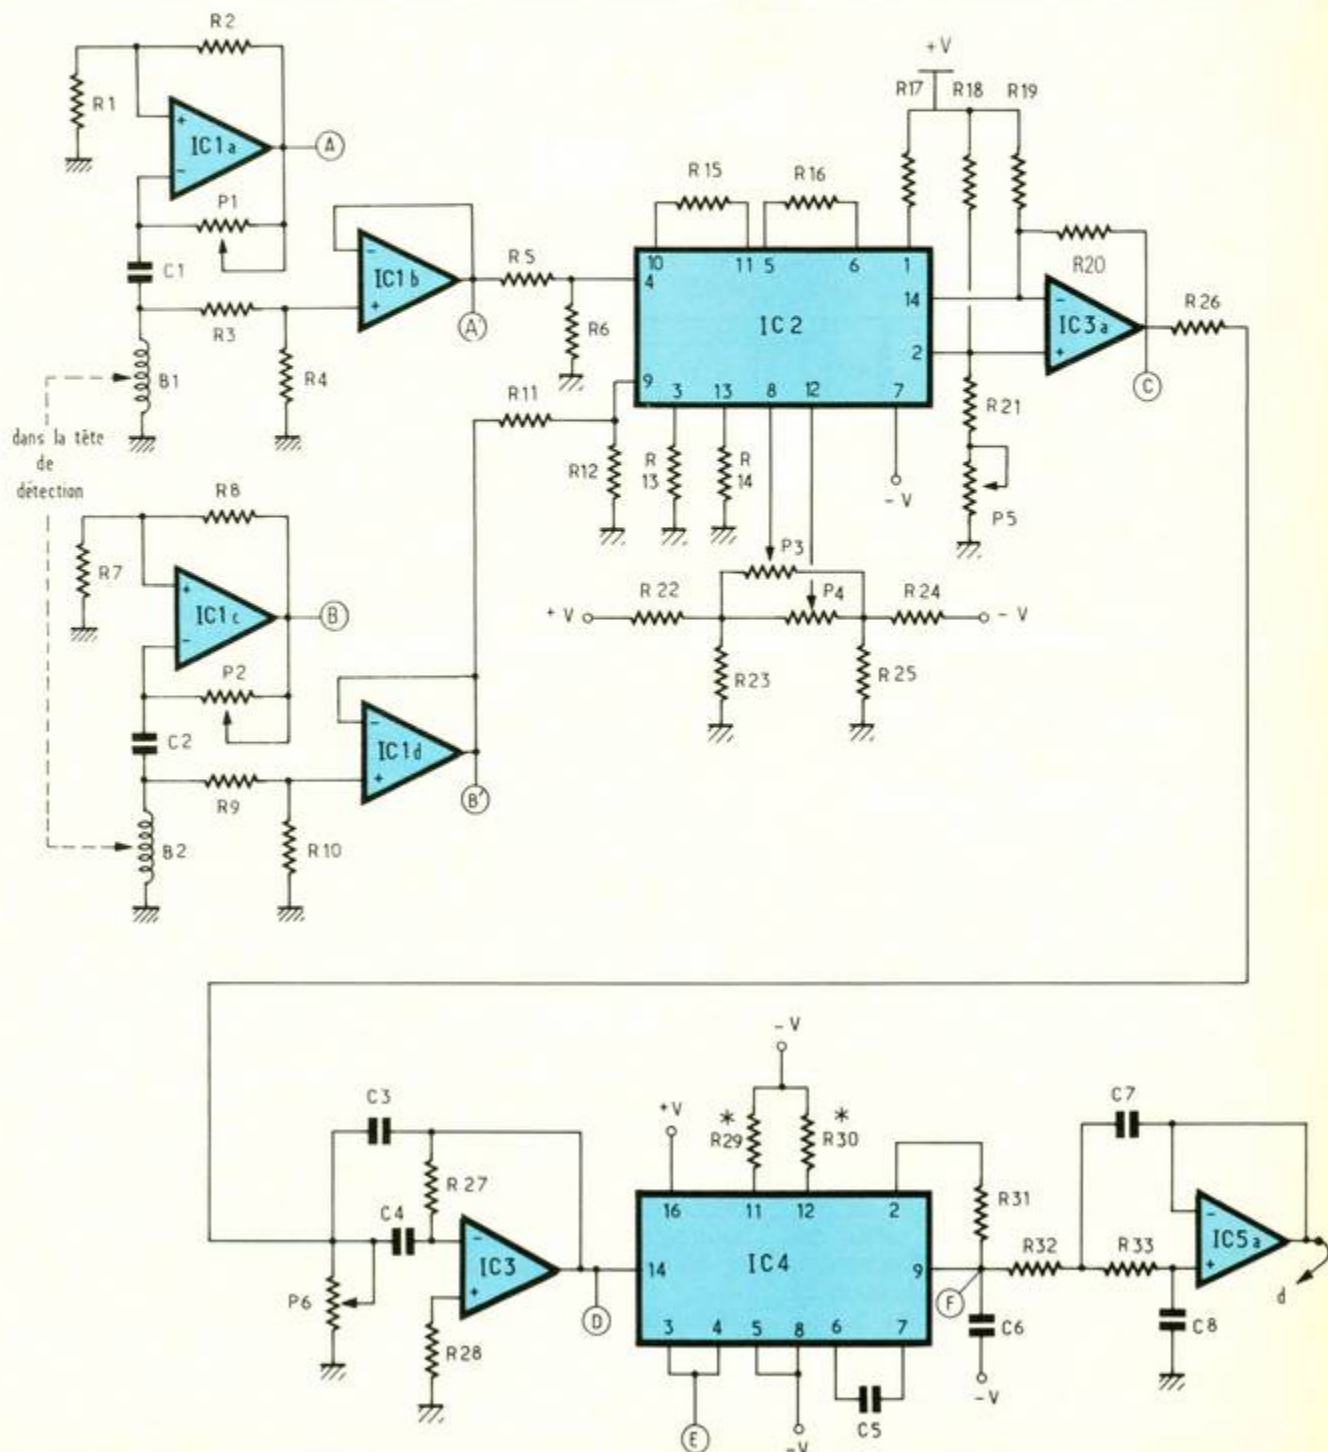 R2
R1
+
IC1a
A
-
P1
C1
R3
-
IC1b
+
A'
R5
R6
B1
R4
dans la tête
de
détection
R8
R7
+
IC1c
B
-
P2
C2
R9
-
IC1d
+
B'
B2
R10
R11
R12
R15
R16
10
11
5
6
1
4
14
IC2
2
9
3
13
8
12
7
R
13
R
14
- V
+V
R17
R18
R19
R20
-
IC3a
+
R26
C
R21
P5
P3
P4
+ V
R22
R24
- V
R23
R25
- V
C3
R27
C4
-
IC3
+
P6
R28
D
+V
*
R29
*
R30
16
11
12
2
14
IC4
9
3
4
5
8
6
7
E
-V
C5
R31
F
C6
-V
R32
R33
C7
-
IC5a
+
C8
d